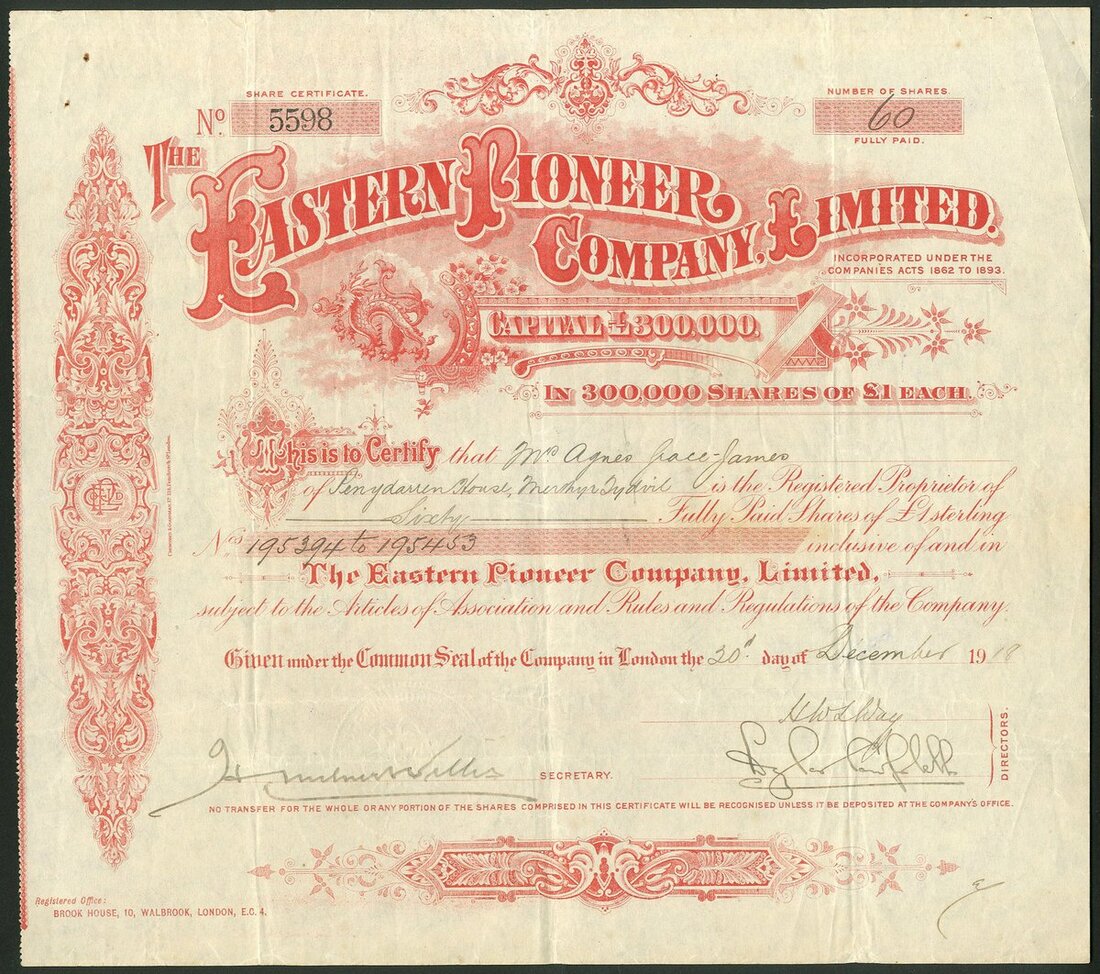 SHARE CERTIFICATE.
No. 5598
NUMBER OF SHARES.
60
FULLY PAID.
THE EASTERN PIONEER COMPANY, LIMITED.
INCORPORATED UNDER THE
COMPANIES ACTS 1862 TO 1893.
CAPITAL £300,000.
IN 300,000 SHARES OF £1 EACH.
This is to Certify that Mrs Agnes Grace-James
of Penydarren House, Merthyr Tydvil is the Registered Proprietor of
Sixty Fully Paid Shares of £1 sterling
Nos 195394 to 195453 inclusive of and in
The Eastern Pioneer Company, Limited,
subject to the Articles of Association and Rules and Regulations of the Company.
Given under the Common Seal of the Company in London the 30th day of December 1918
SECRETARY.
DIRECTORS.
NO TRANSFER FOR THE WHOLE OR ANY PORTION OF THE SHARES COMPRISED IN THIS CERTIFICATE WILL BE RECOGNISED UNLESS IT BE DEPOSITED AT THE COMPANY'S OFFICE.
Registered Office:
BROOK HOUSE, 10, WALBROOK, LONDON, E.C. 4.